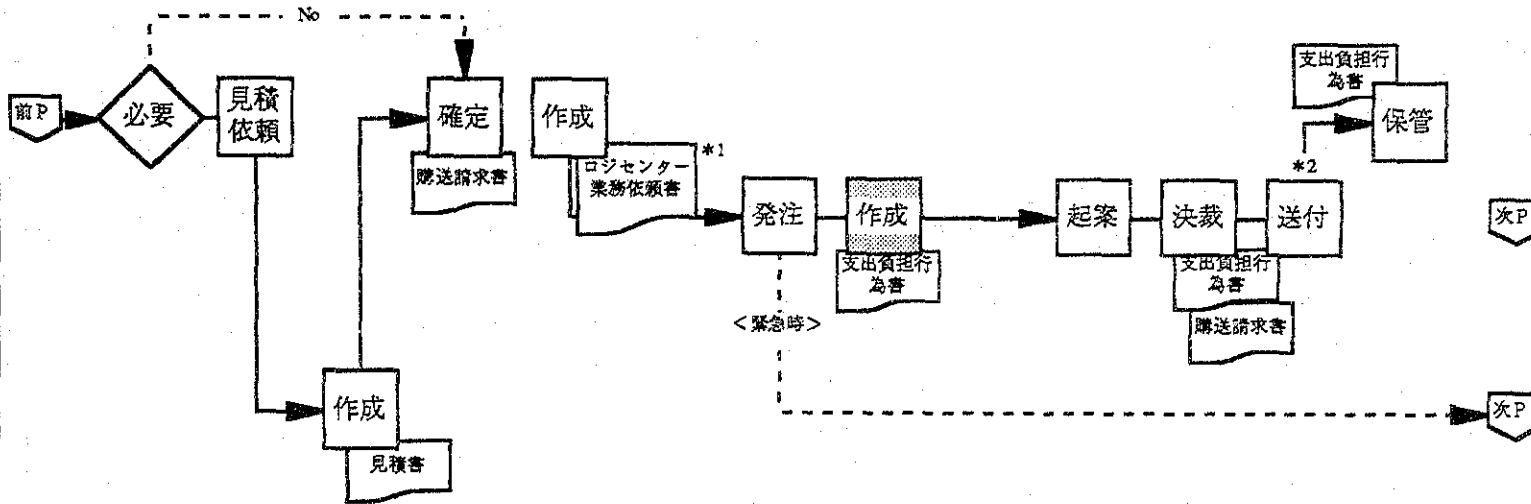 No
前P
必要
見積
依頼
確定
購送請求書
作成
ロジセンター
業務依頼書
*1
発注
作成
支出負担行
為書
起案
決裁
送付
支出負担行
為書
購送請求書
*2
支出負担行
為書
保管
次P
<緊急時>
次P
作成
見積書